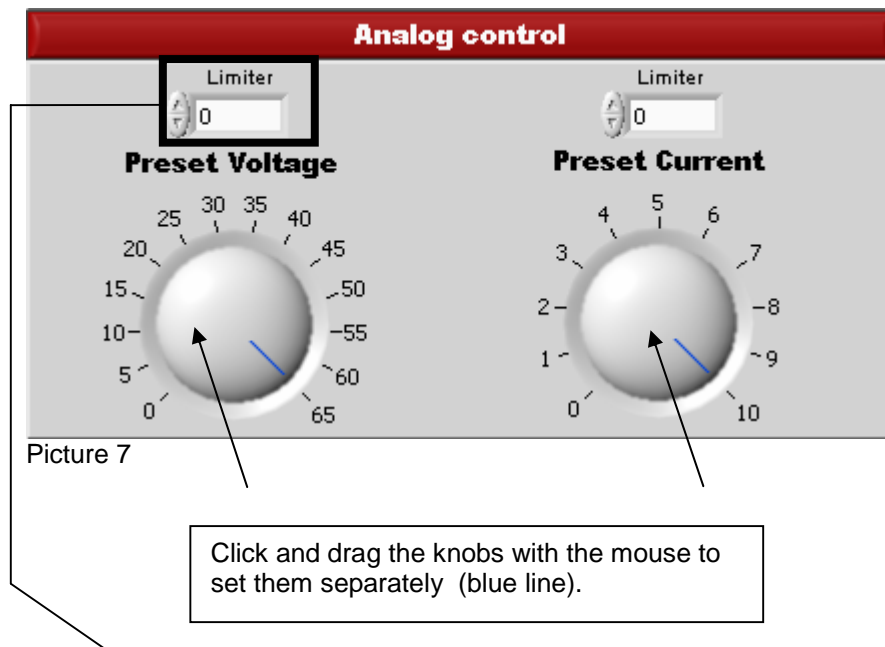 Analog control
Limiter Limiter
0 0
Preset Voltage Preset Current
0 5 10 15 20 25 30 35 40 45 50 55 60 65
0 1 2 3 4 5 6 7 8 9 10
Picture 7
Click and drag the knobs with the mouse to
set them separately (blue line).